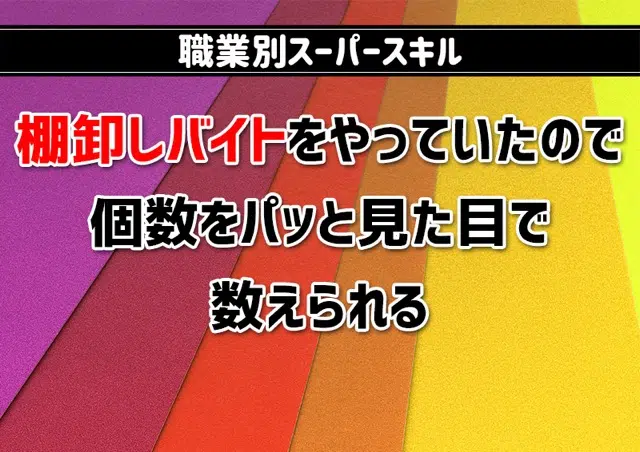 職業別スーパースキル
棚卸しバイトをやっていたので
個数をパッと見た目で
数えられる